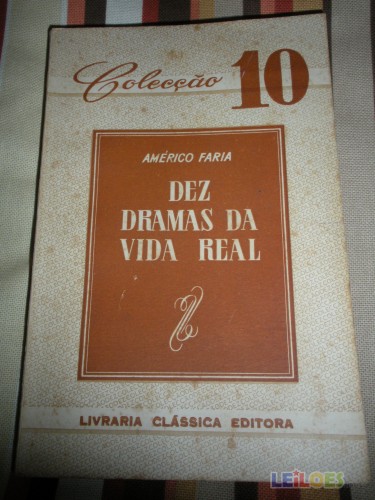 Colecção 10
AMÉRICO FARIA
DEZ
DRAMAS DA
VIDA REAL
LIVRARIA CLÁSSICA EDITORA
LEiLOES